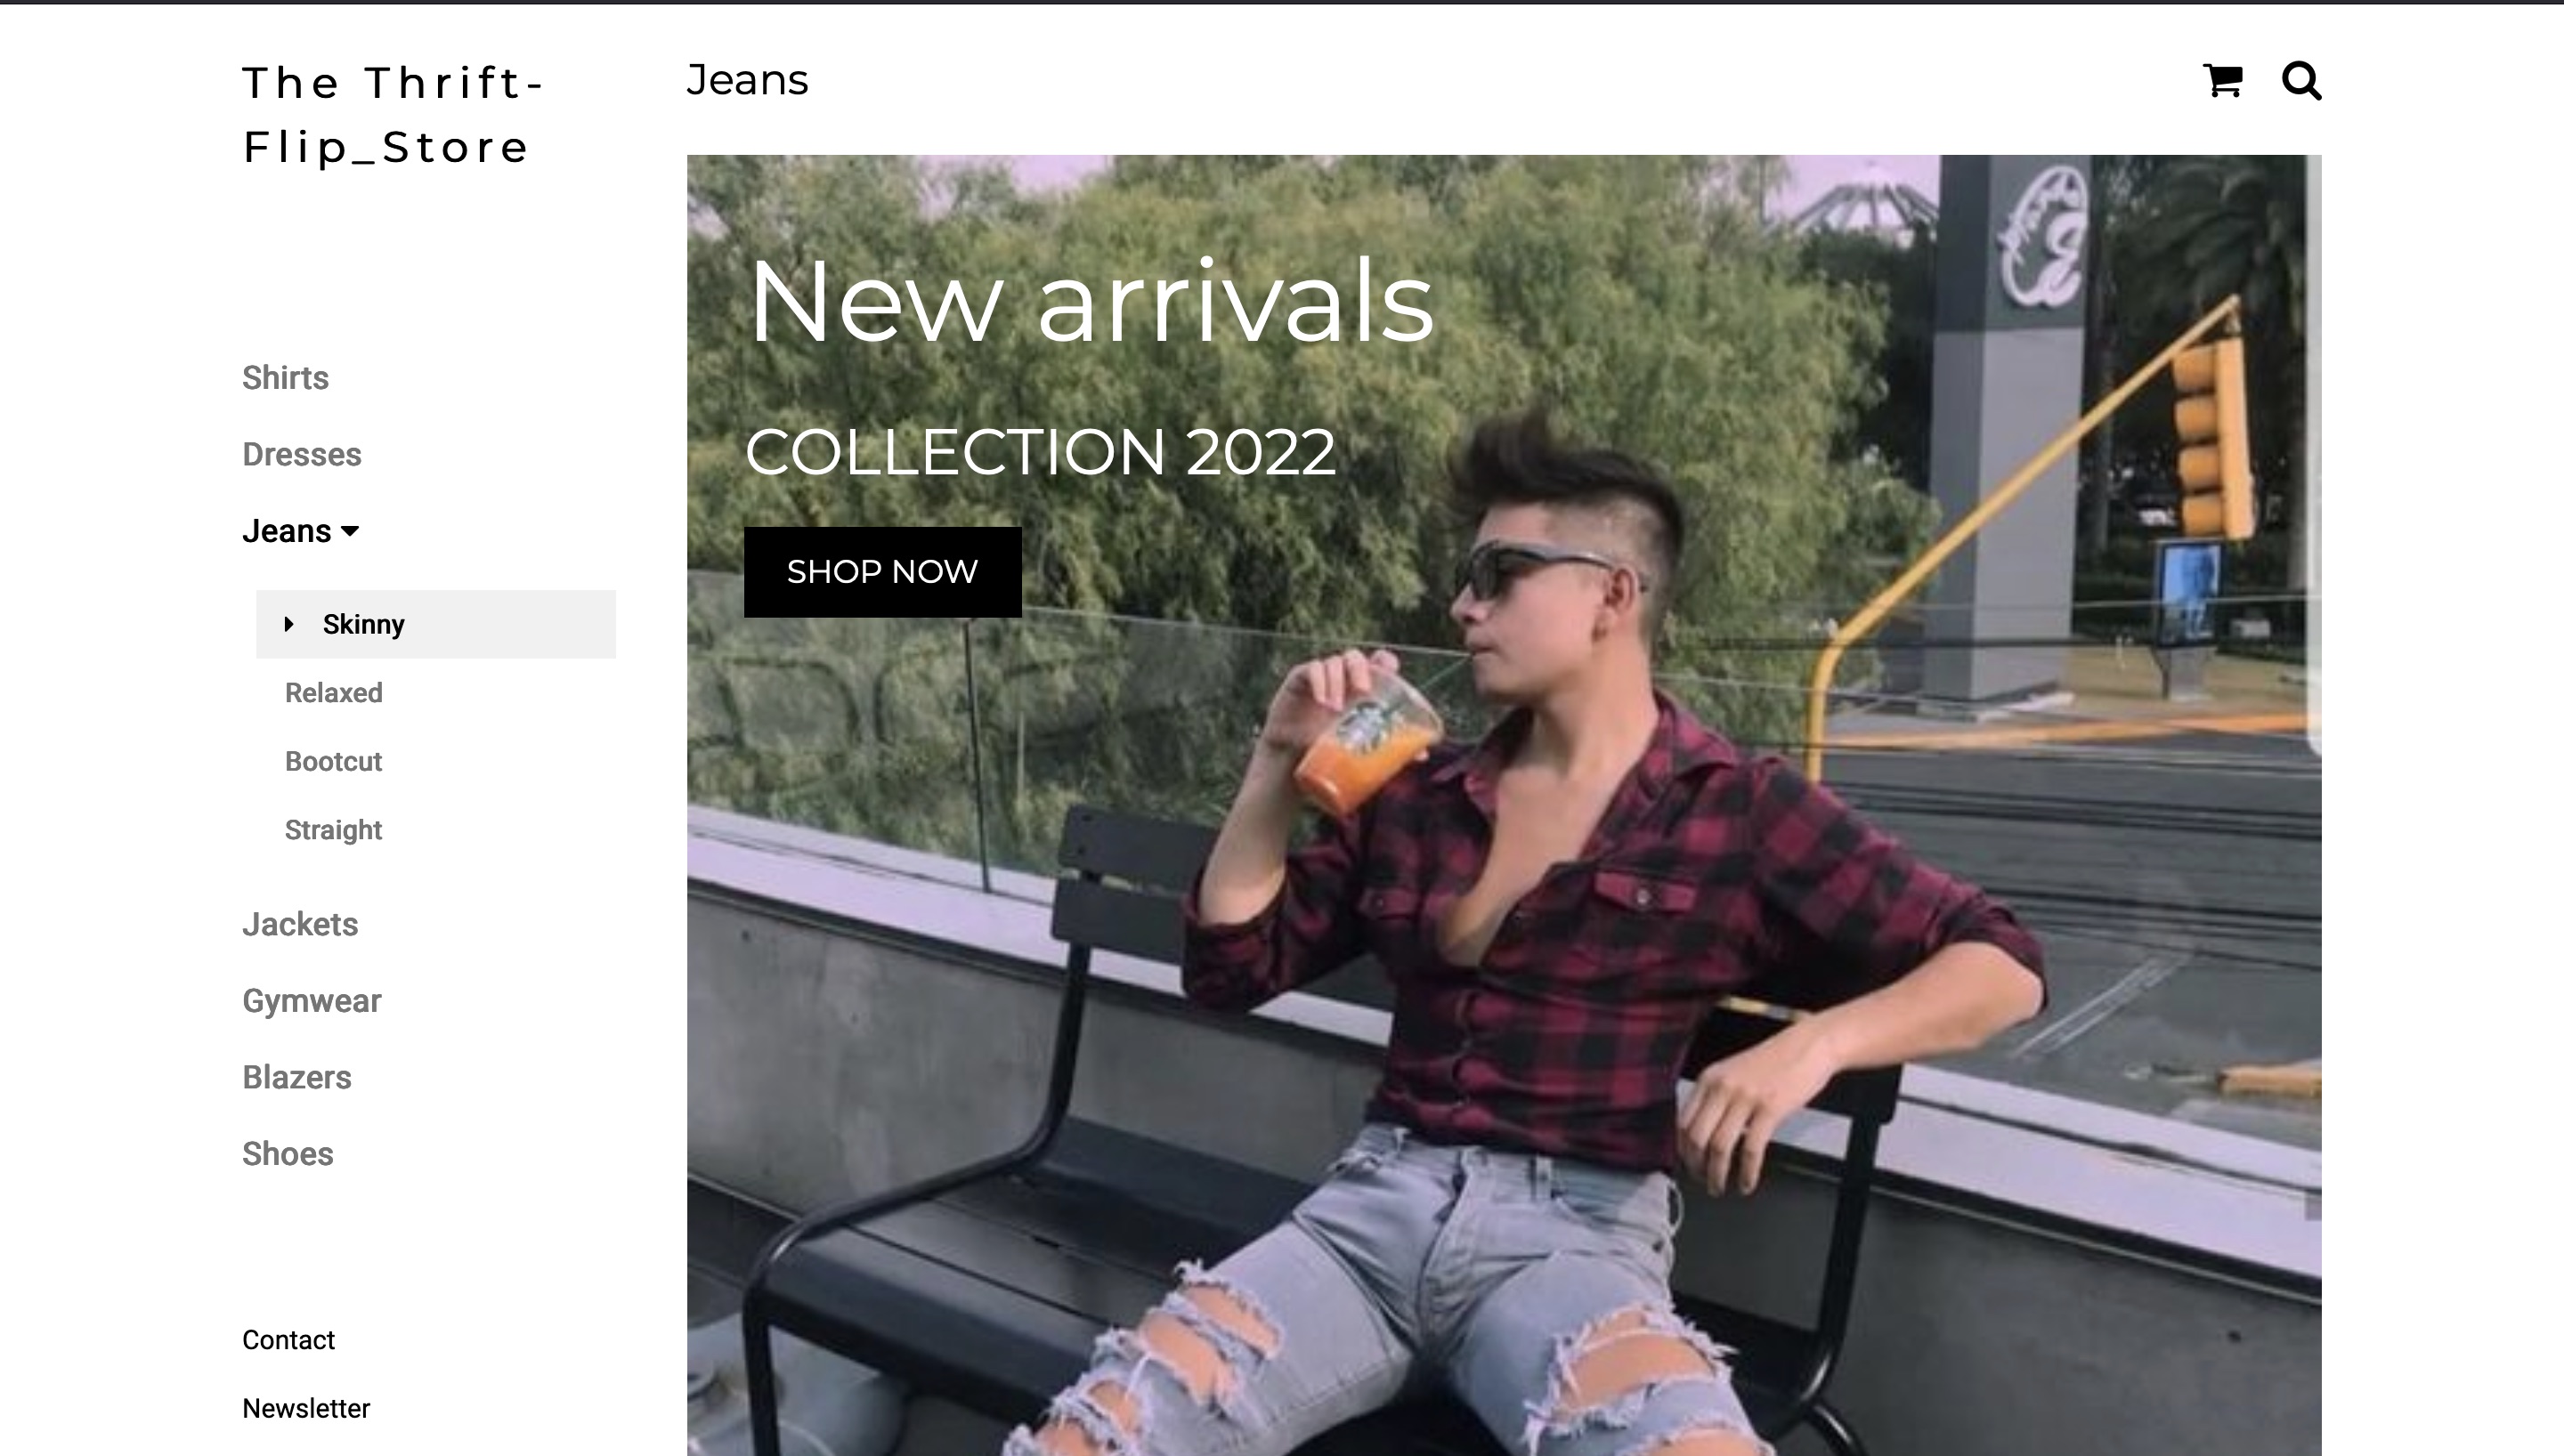 The Thrift-
Flip_Store
Shirts
Dresses
Jeans
Skinny
Relaxed
Bootcut
Straight
Jackets
Gymwear
Blazers
Shoes
Contact
Newsletter
Jeans
New arrivals
COLLECTION 2022
SHOP NOW